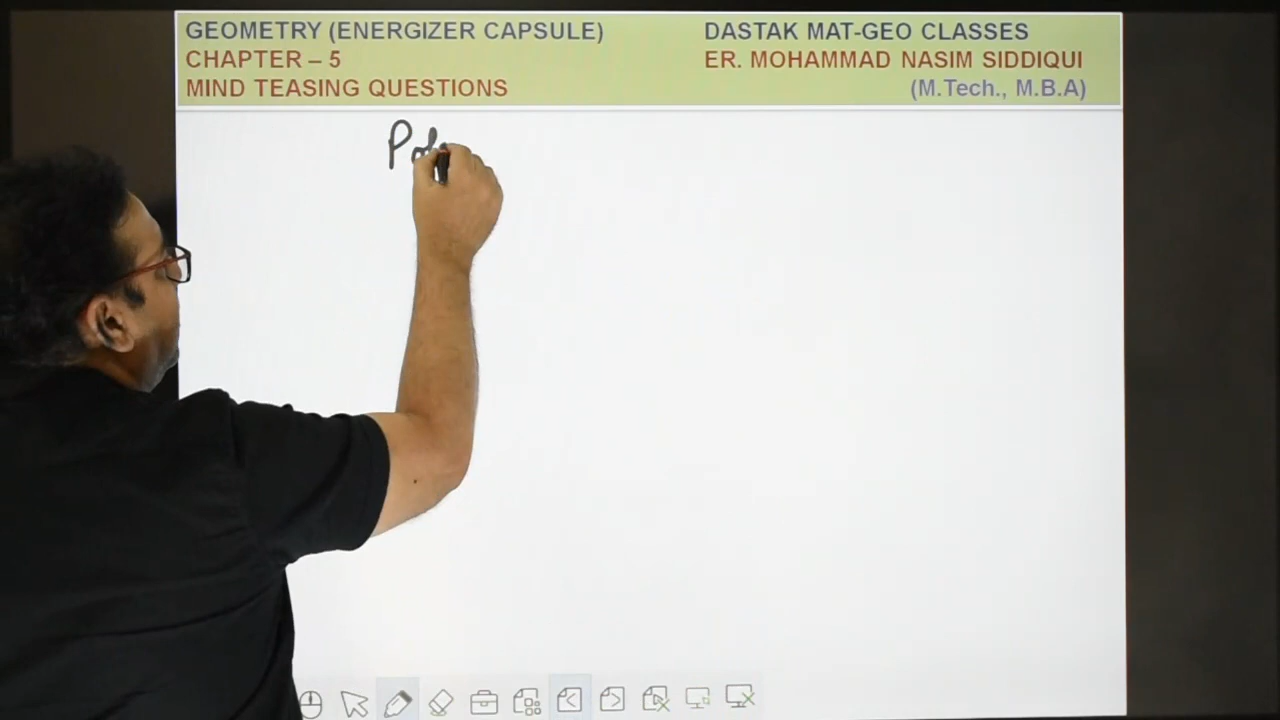 GEOMETRY (ENERGIZER CAPSULE)
CHAPTER – 5
MIND TEASING QUESTIONS
DASTAK MAT-GEO CLASSES
ER. MOHAMMAD NASIM SIDDIQUI
(M.Tech., M.B.A)